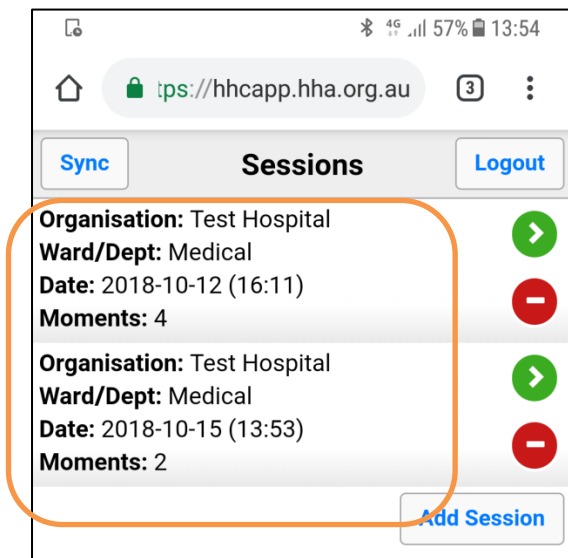 4G 57% 13:54
tps://hhcapp.hha.org.au 3
Sync Sessions Logout
Organisation: Test Hospital
Ward/Dept: Medical
Date: 2018-10-12 (16:11)
Moments: 4
Organisation: Test Hospital
Ward/Dept: Medical
Date: 2018-10-15 (13:53)
Moments: 2
Add Session